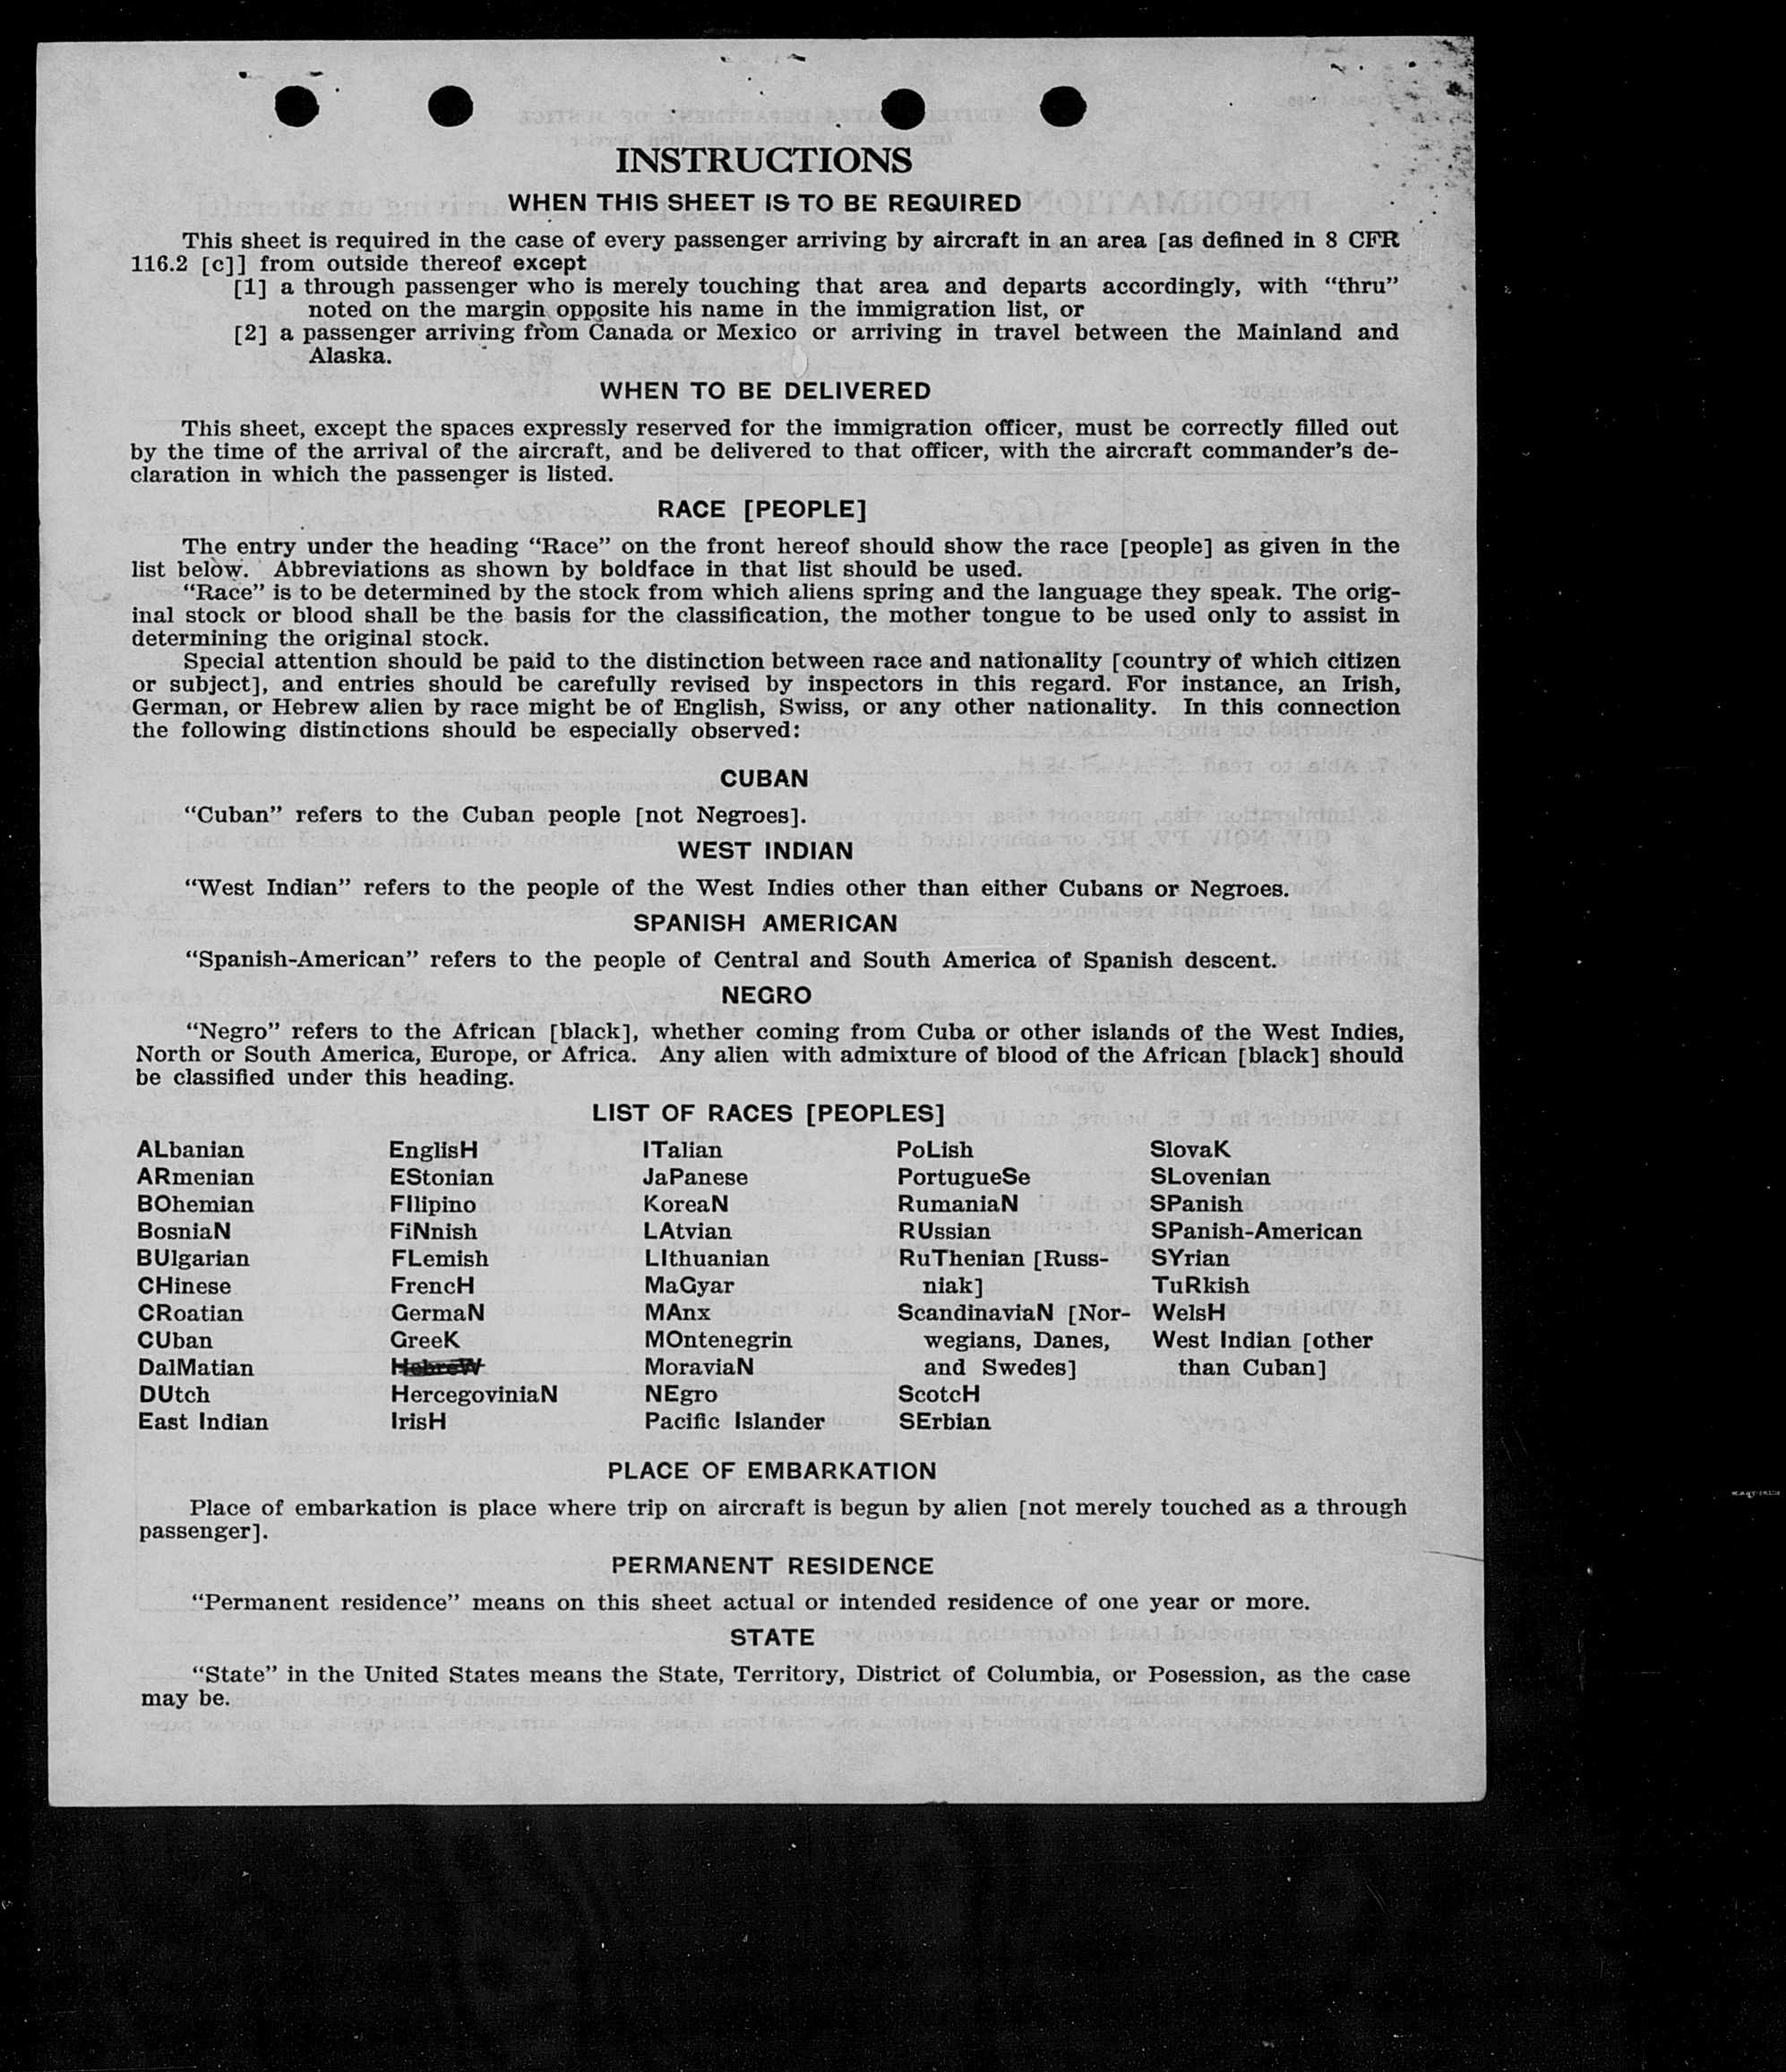 INSTRUCTIONS
WHEN THIS SHEET IS TO BE REQUIRED
This sheet is required in the case of every passenger arriving by aircraft in an area [as defined in 8 CFR
116.2 [c]] from outside thereof except
[1] a through passenger who is merely touching that area and departs accordingly, with “thru”
noted on the margin opposite his name in the immigration list, or
[2] a passenger arriving from Canada or Mexico or arriving in travel between the Mainland and
Alaska.
WHEN TO BE DELIVERED
This sheet, except the spaces expressly reserved for the immigration officer, must be correctly filled out
by the time of the arrival of the aircraft, and be delivered to that officer, with the aircraft commander’s de-
claration in which the passenger is listed.
RACE [PEOPLE]
The entry under the heading “Race” on the front hereof should show the race [people] as given in the
list below. Abbreviations as shown by boldface in that list should be used.
“Race” is to be determined by the stock from which aliens spring and the language they speak. The orig-
inal stock or blood shall be the basis for the classification, the mother tongue to be used only to assist in
determining the original stock.
Special attention should be paid to the distinction between race and nationality [country of which citizen
or subject], and entries should be carefully revised by inspectors in this regard. For instance, an Irish,
German, or Hebrew alien by race might be of English, Swiss, or any other nationality. In this connection
the following distinctions should be especially observed:
CUBAN
“Cuban” refers to the Cuban people [not Negroes].
WEST INDIAN
“West Indian” refers to the people of the West Indies other than either Cubans or Negroes.
SPANISH AMERICAN
“Spanish-American” refers to the people of Central and South America of Spanish descent.
NEGRO
“Negro” refers to the African [black], whether coming from Cuba or other islands of the West Indies,
North or South America, Europe, or Africa. Any alien with admixture of blood of the African [black] should
be classified under this heading.
LIST OF RACES [PEOPLES]
ALbanian EnglisH ITalian PoLish SlovaK
ARmenian EStonian JaPanese PortugueSe SLovenian
BOhemian FIlipino KoreaN RumaniaN SPanish
BosniaN FiNnish LAtvian RUssian SPanish-American
BUlgarian FLemish LIthuanian RuThenian [Russ- SYrian
CHinese FrencH MaGyar niak] TuRkish
CRoatian GermaN MAnx ScandinaviaN [Nor- WelsH
CUban GreeK MOntenegrin wegians, Danes, West Indian [other
DalMatian HebreW MoraviaN and Swedes] than Cuban]
DUtch HercegoviniaN NEgro ScotcH
East Indian IrisH Pacific Islander SErbian
PLACE OF EMBARKATION
Place of embarkation is place where trip on aircraft is begun by alien [not merely touched as a through
passenger].
PERMANENT RESIDENCE
“Permanent residence” means on this sheet actual or intended residence of one year or more.
STATE
“State” in the United States means the State, Territory, District of Columbia, or Posession, as the case
may be.